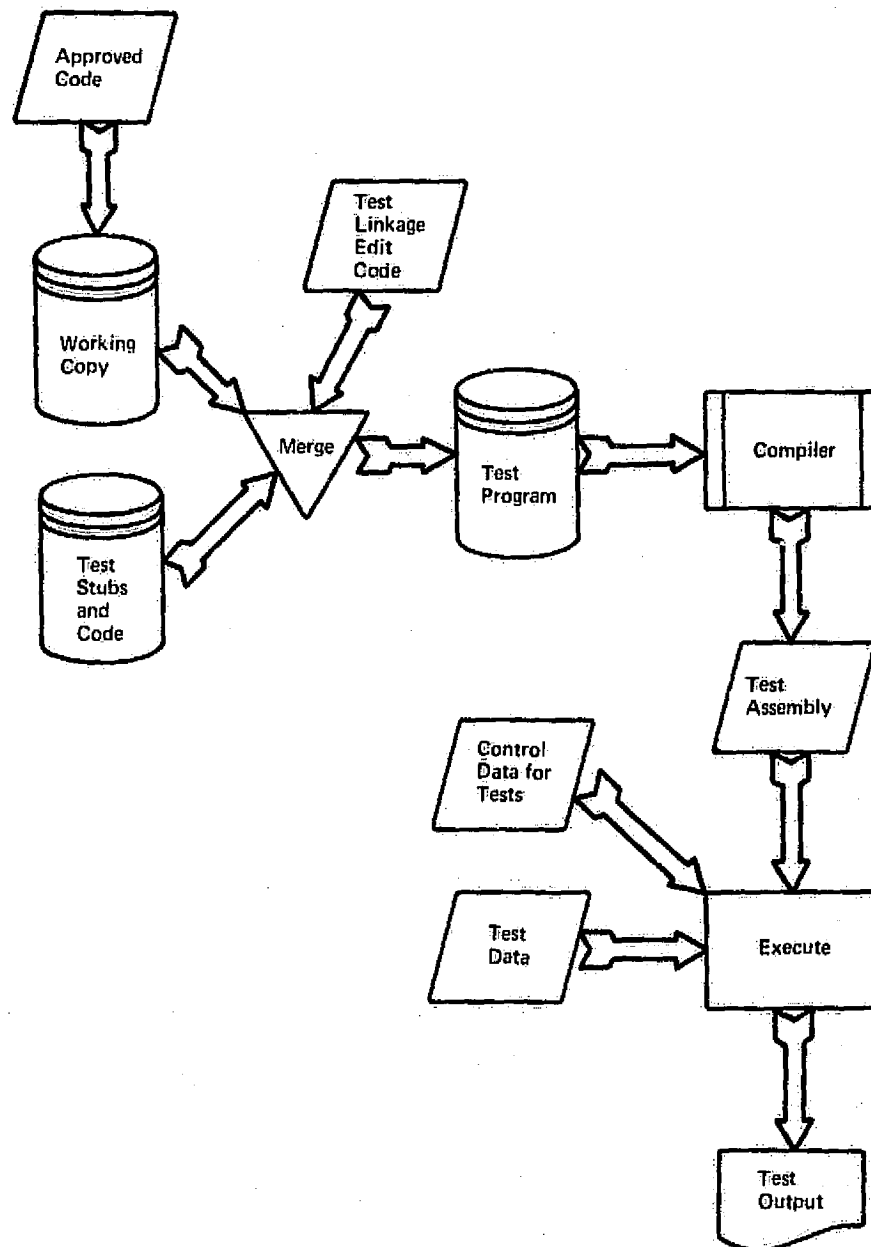 Approved
Code
Test
Linkage
Edit
Code
Working
Copy
Merge
Test
Program
Compiler
Test
Stubs
and
Code
Test
Assembly
Control
Data for
Tests
Test
Data
Execute
Test
Output